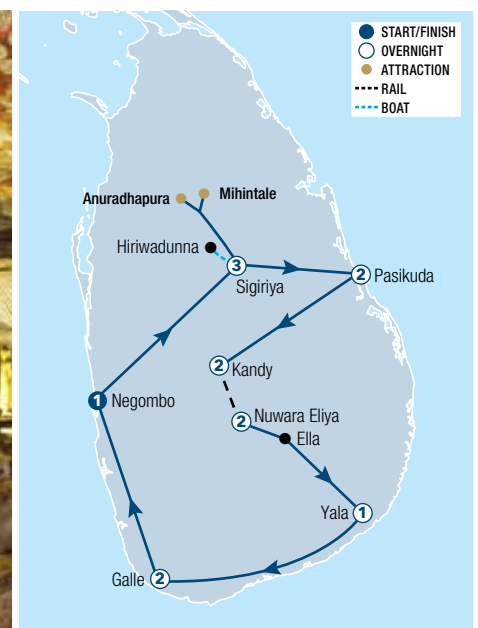 START/FINISH
OVERNIGHT
ATTRACTION
RAIL
BOAT
Anuradhapura
Mihintale
Hiriwadunna
3
Sigiriya
2 Pasikuda
2 Kandy
1 Negombo
2 Nuwara Eliya
Ella
Yala 1
Galle 2